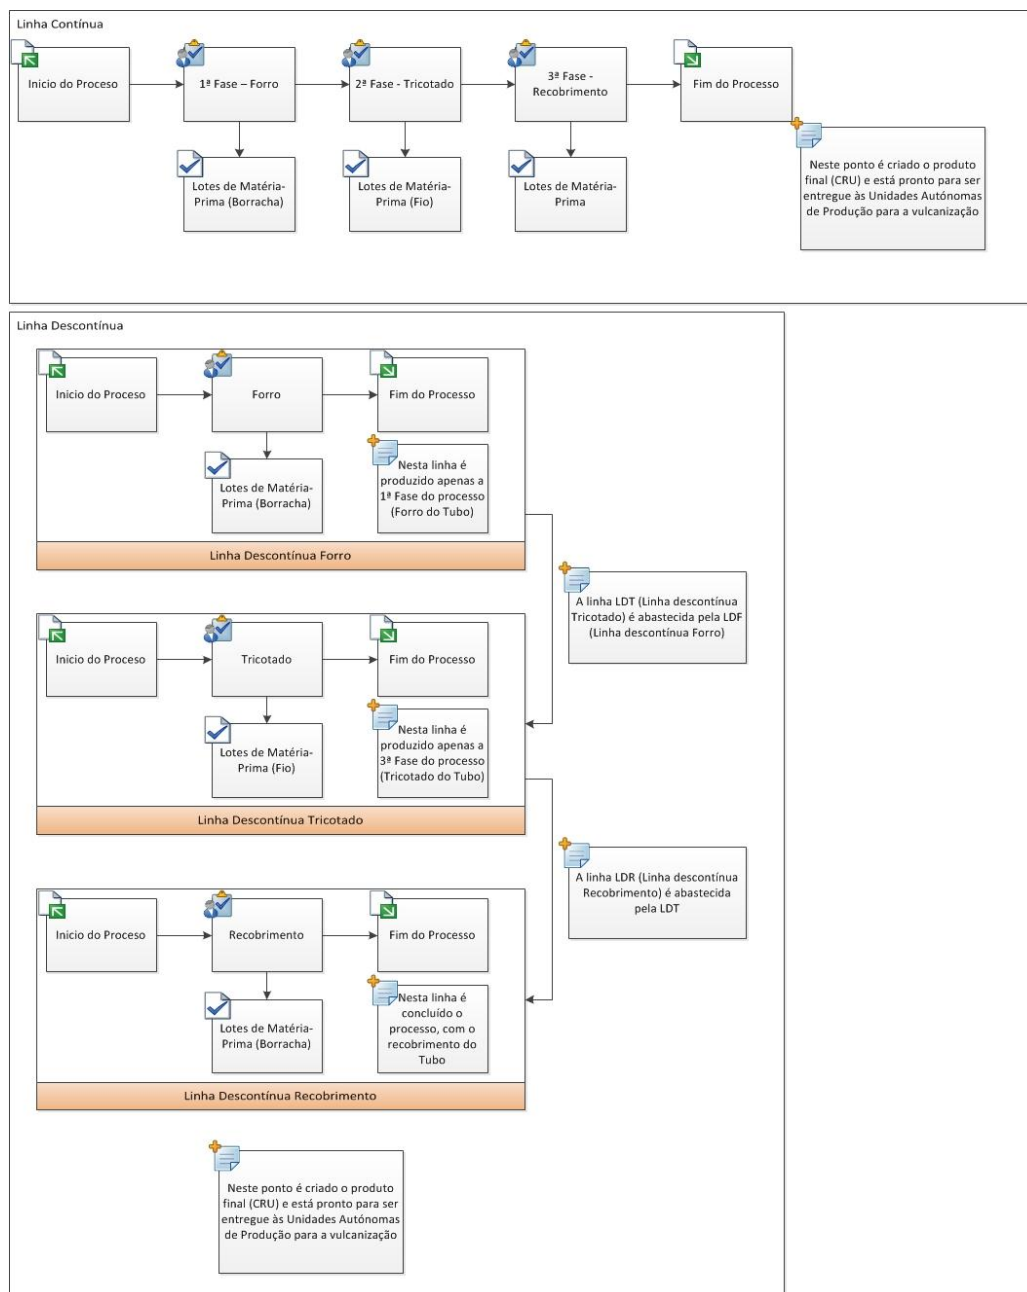 Linha Contínua
Inicio do Proceso
1ª Fase – Forro
2ª Fase - Tricotado
3ª Fase -
Recobrimento
Fim do Processo
Lotes de Matéria-
Prima (Borracha)
Lotes de Matéria-
Prima (Fio)
Lotes de Matéria-
Prima
Neste ponto é criado o produto
final (CRU) e está pronto para ser
entregue às Unidades Autónomas
de Produção para a vulcanização
Linha Descontínua
Inicio do Proceso
Forro
Fim do Processo
Lotes de Matéria-
Prima (Borracha)
Nesta linha é
produzido apenas a
1ª Fase do processo
(Forro do Tubo)
Linha Descontínua Forro
A linha LDT (Linha descontínua
Tricotado) é abastecida pela LDF
(Linha descontínua Forro)
Inicio do Proceso
Tricotado
Fim do Processo
Lotes de Matéria-
Prima (Fio)
Nesta linha é
produzido apenas a
3ª Fase do processo
(Tricotado do Tubo)
Linha Descontínua Tricotado
A linha LDR (Linha descontínua
Recobrimento) é abastecida
pela LDT
Inicio do Proceso
Recobrimento
Fim do Processo
Lotes de Matéria-
Prima (Borracha)
Nesta linha é
concluído o
processo, com o
recobrimento do
Tubo
Linha Descontínua Recobrimento
Neste ponto é criado o produto
final (CRU) e está pronto para ser
entregue às Unidades Autónomas
de Produção para a vulcanização